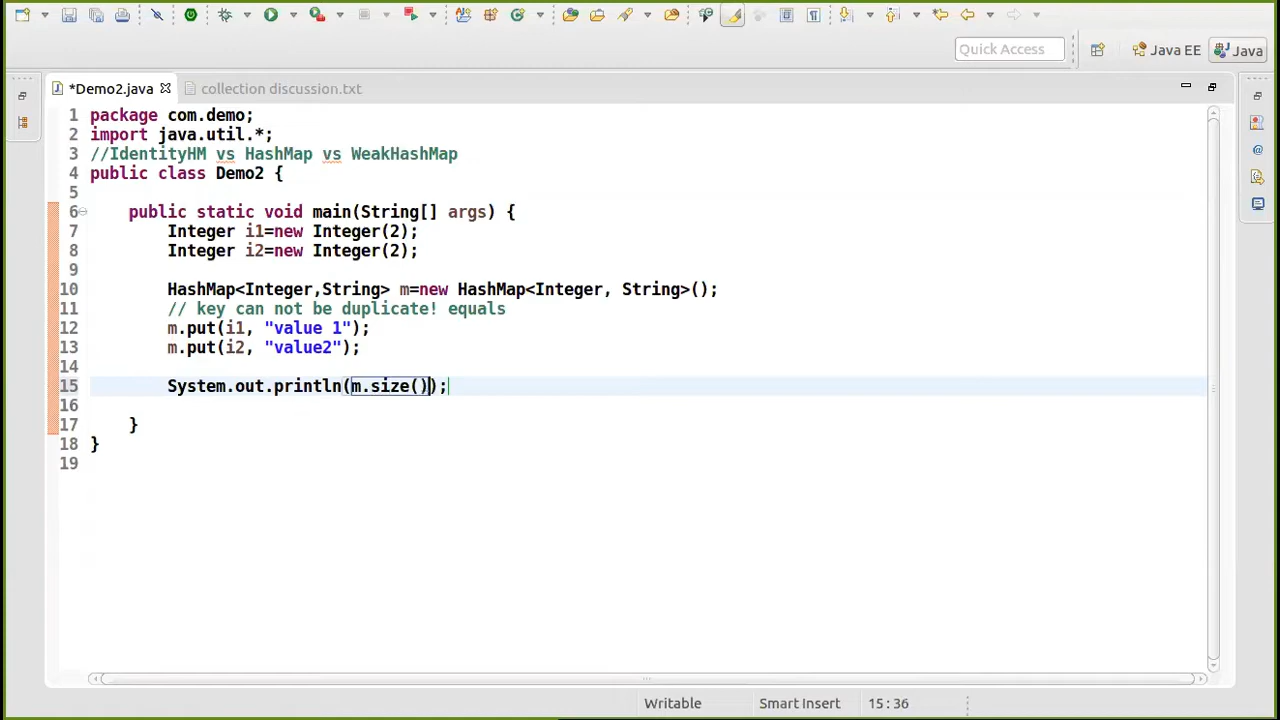 Quick Access
Java EE
Java
*Demo2.java
collection discussion.txt
1 package com.demo;
2 import java.util.*;
3 //IdentityHM vs HashMap vs WeakHashMap
4 public class Demo2 {
5
6 public static void main(String[] args) {
7 Integer i1=new Integer(2);
8 Integer i2=new Integer(2);
9
10 HashMap<Integer,String> m=new HashMap<Integer, String>();
11 // key can not be duplicate! equals
12 m.put(i1, "value 1");
13 m.put(i2, "value2");
14
15 System.out.println(m.size());
16
17 }
18 }
19
Writable
Smart Insert
15 : 36